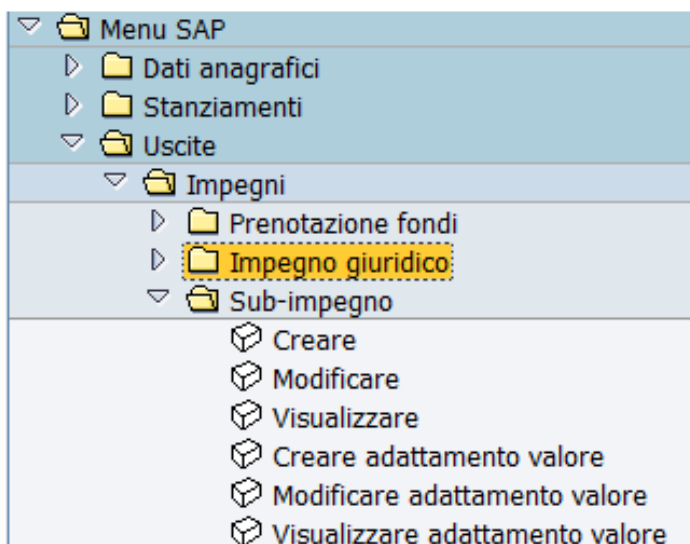 Menu SAP
Dati anagrafici
Stanziamenti
Uscite
Impegni
Prenotazione fondi
Impegno giuridico
Sub-impegno
Creare
Modificare
Visualizzare
Creare adattamento valore
Modificare adattamento valore
Visualizzare adattamento valore